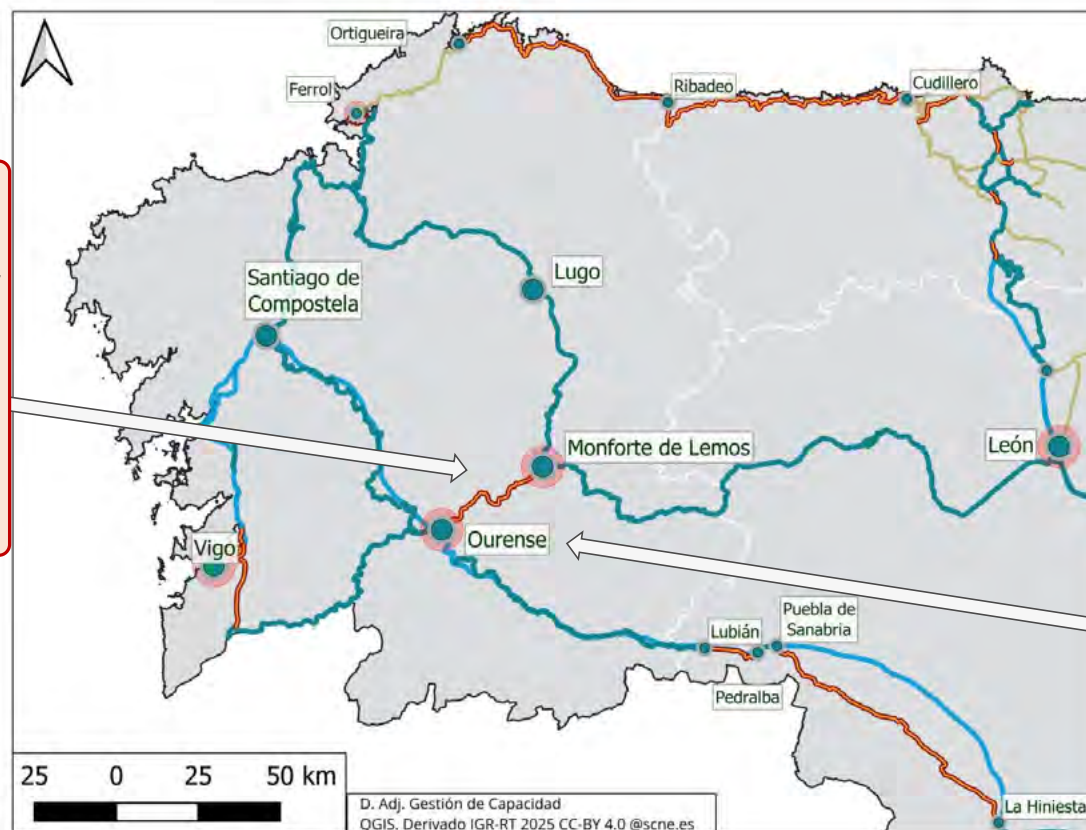 Ortigueira
Ferrol
Ribadeo
Cudillero
Santiago de
Compostela
Lugo
Monforte de Lemos
León
Vigo
Ourense
Lubián
Puebla de
Sanabria
Pedralba
La Hiniesta
25 0 25 50 km
D. Adj. Gestión de Capacidad
QGIS. Derivado IGR-RT 2025 CC-BY 4.0 @scne.es